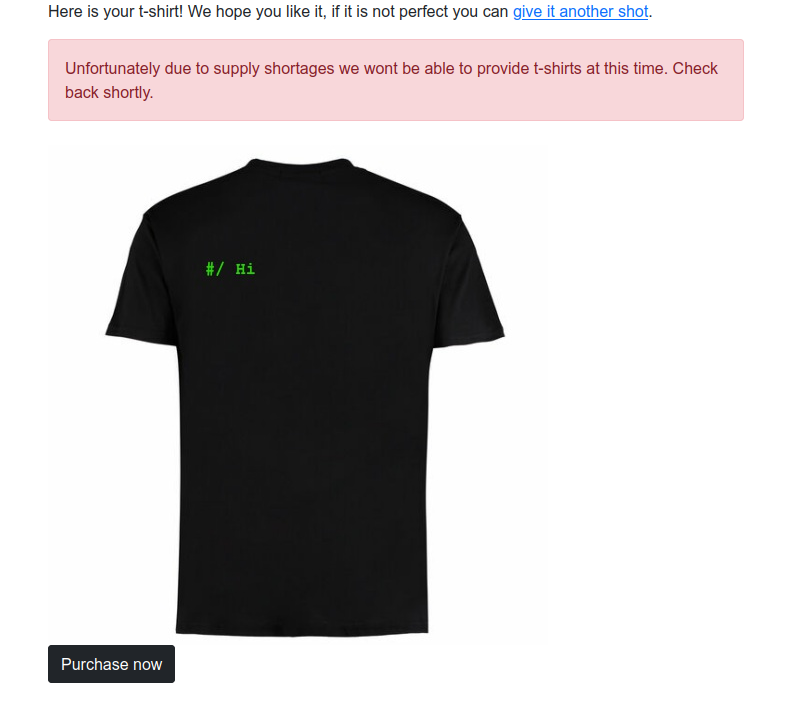 Here is your t-shirt! We hope you like it, if it is not perfect you can give it another shot.
Unfortunately due to supply shortages we wont be able to provide t-shirts at this time. Check
back shortly.
#/ Hi
Purchase now